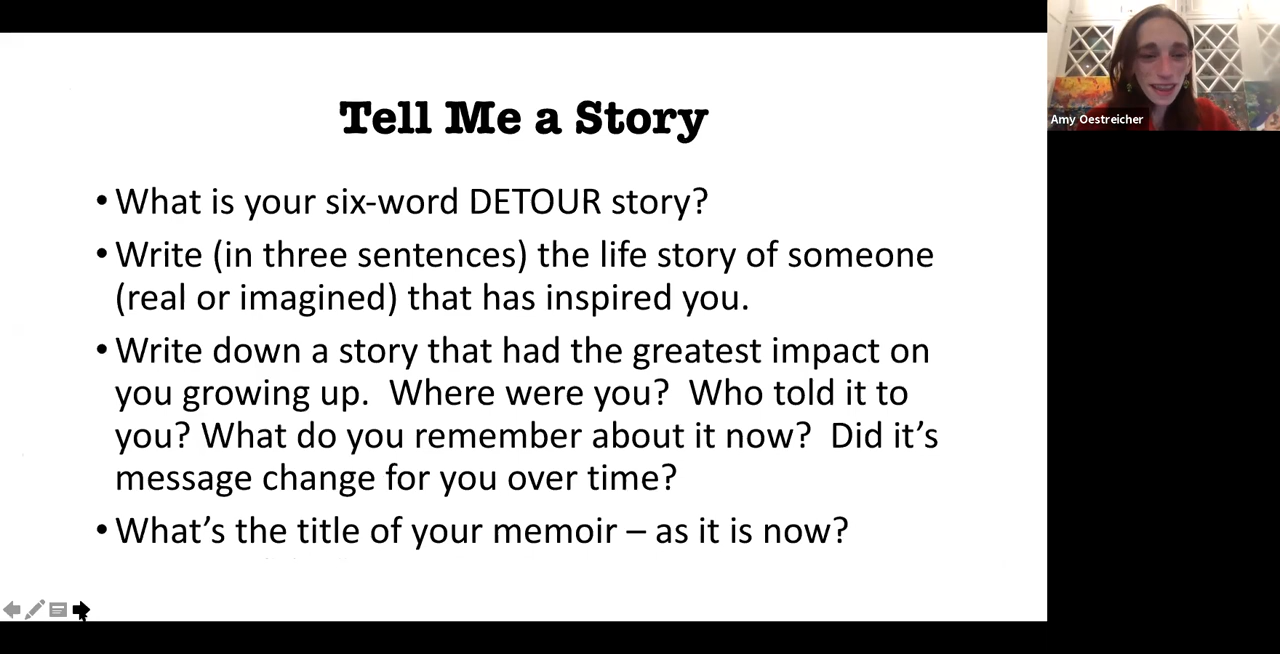 Tell Me a Story
• What is your six-word DETOUR story?
• Write (in three sentences) the life story of someone
(real or imagined) that has inspired you.
• Write down a story that had the greatest impact on
you growing up.  Where were you?  Who told it to
you? What do you remember about it now?  Did it’s
message change for you over time?
• What’s the title of your memoir – as it is now?
Amy Oestreicher